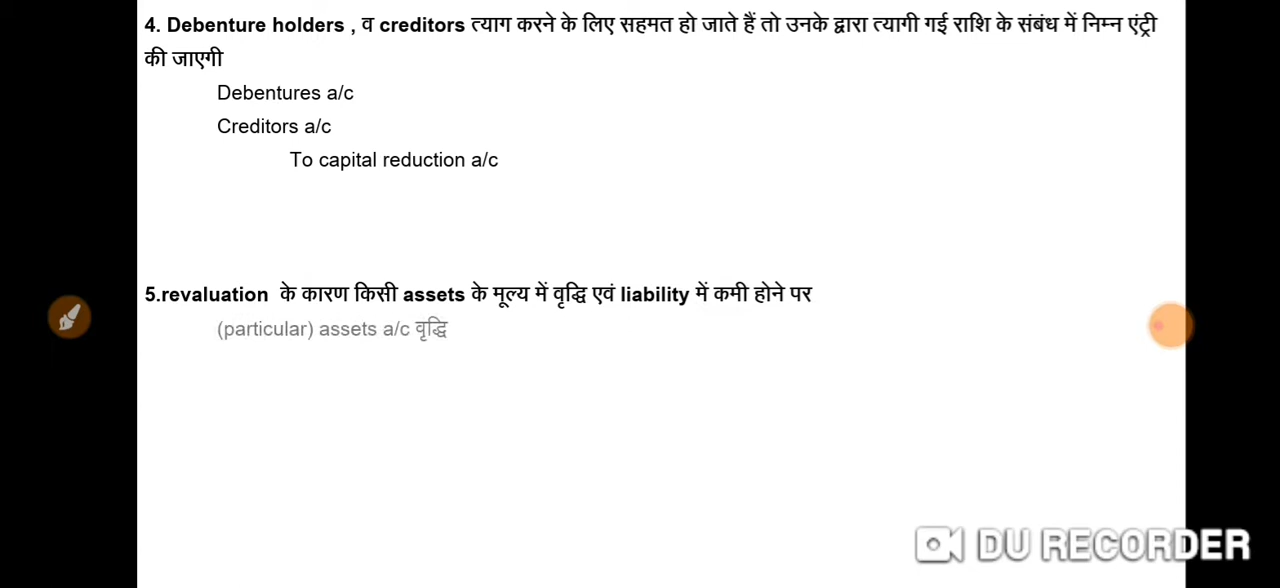 4. Debenture holders , व creditors त्याग करने के लिए सहमत हो जाते हैं तो उनके द्वारा त्यागी गई राशि के संबंध में निम्न एंट्री
की जाएगी
Debentures a/c
Creditors a/c
To capital reduction a/c
5.revaluation के कारण किसी assets के मूल्य में वृद्धि एवं liability में कमी होने पर
(particular) assets a/c वृद्धि
DU RECORDER